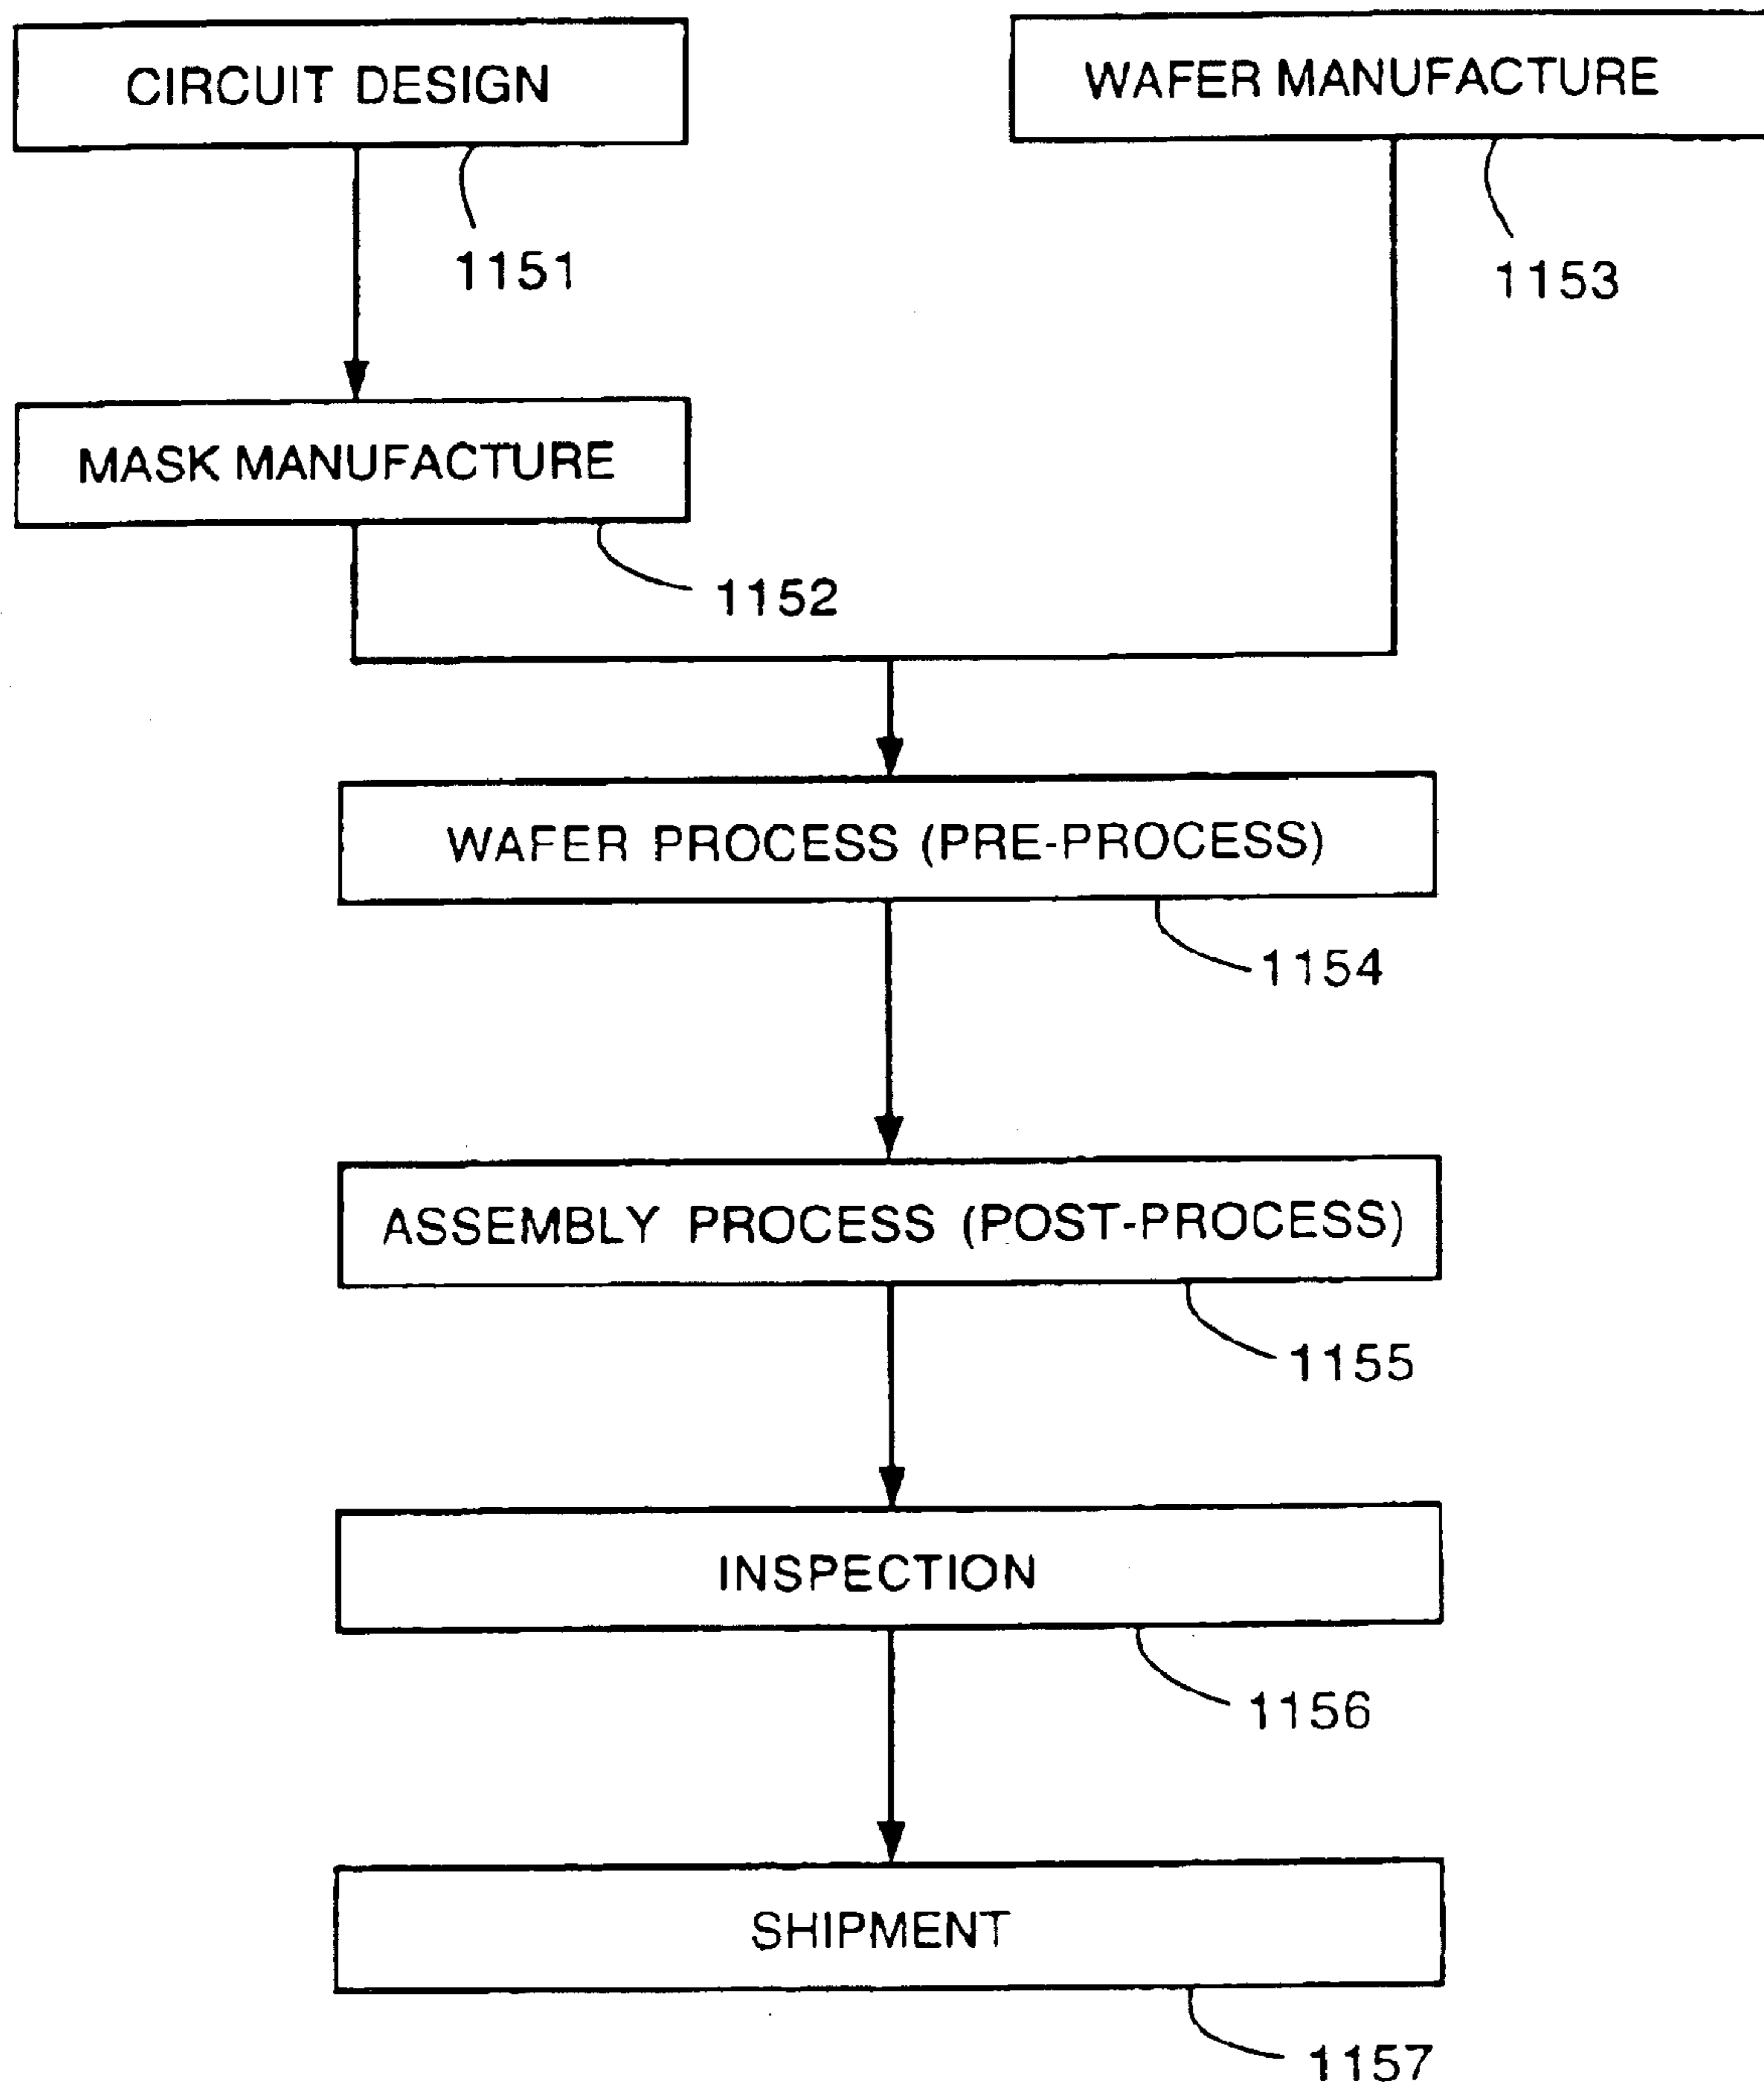 CIRCUIT DESIGN
WAFER MANUFACTURE
1151
1153
MASK MANUFACTURE
1152
WAFER PROCESS (PRE-PROCESS)
1154
ASSEMBLY PROCESS (POST-PROCESS)
1155
INSPECTION
1156
SHIPMENT
1157